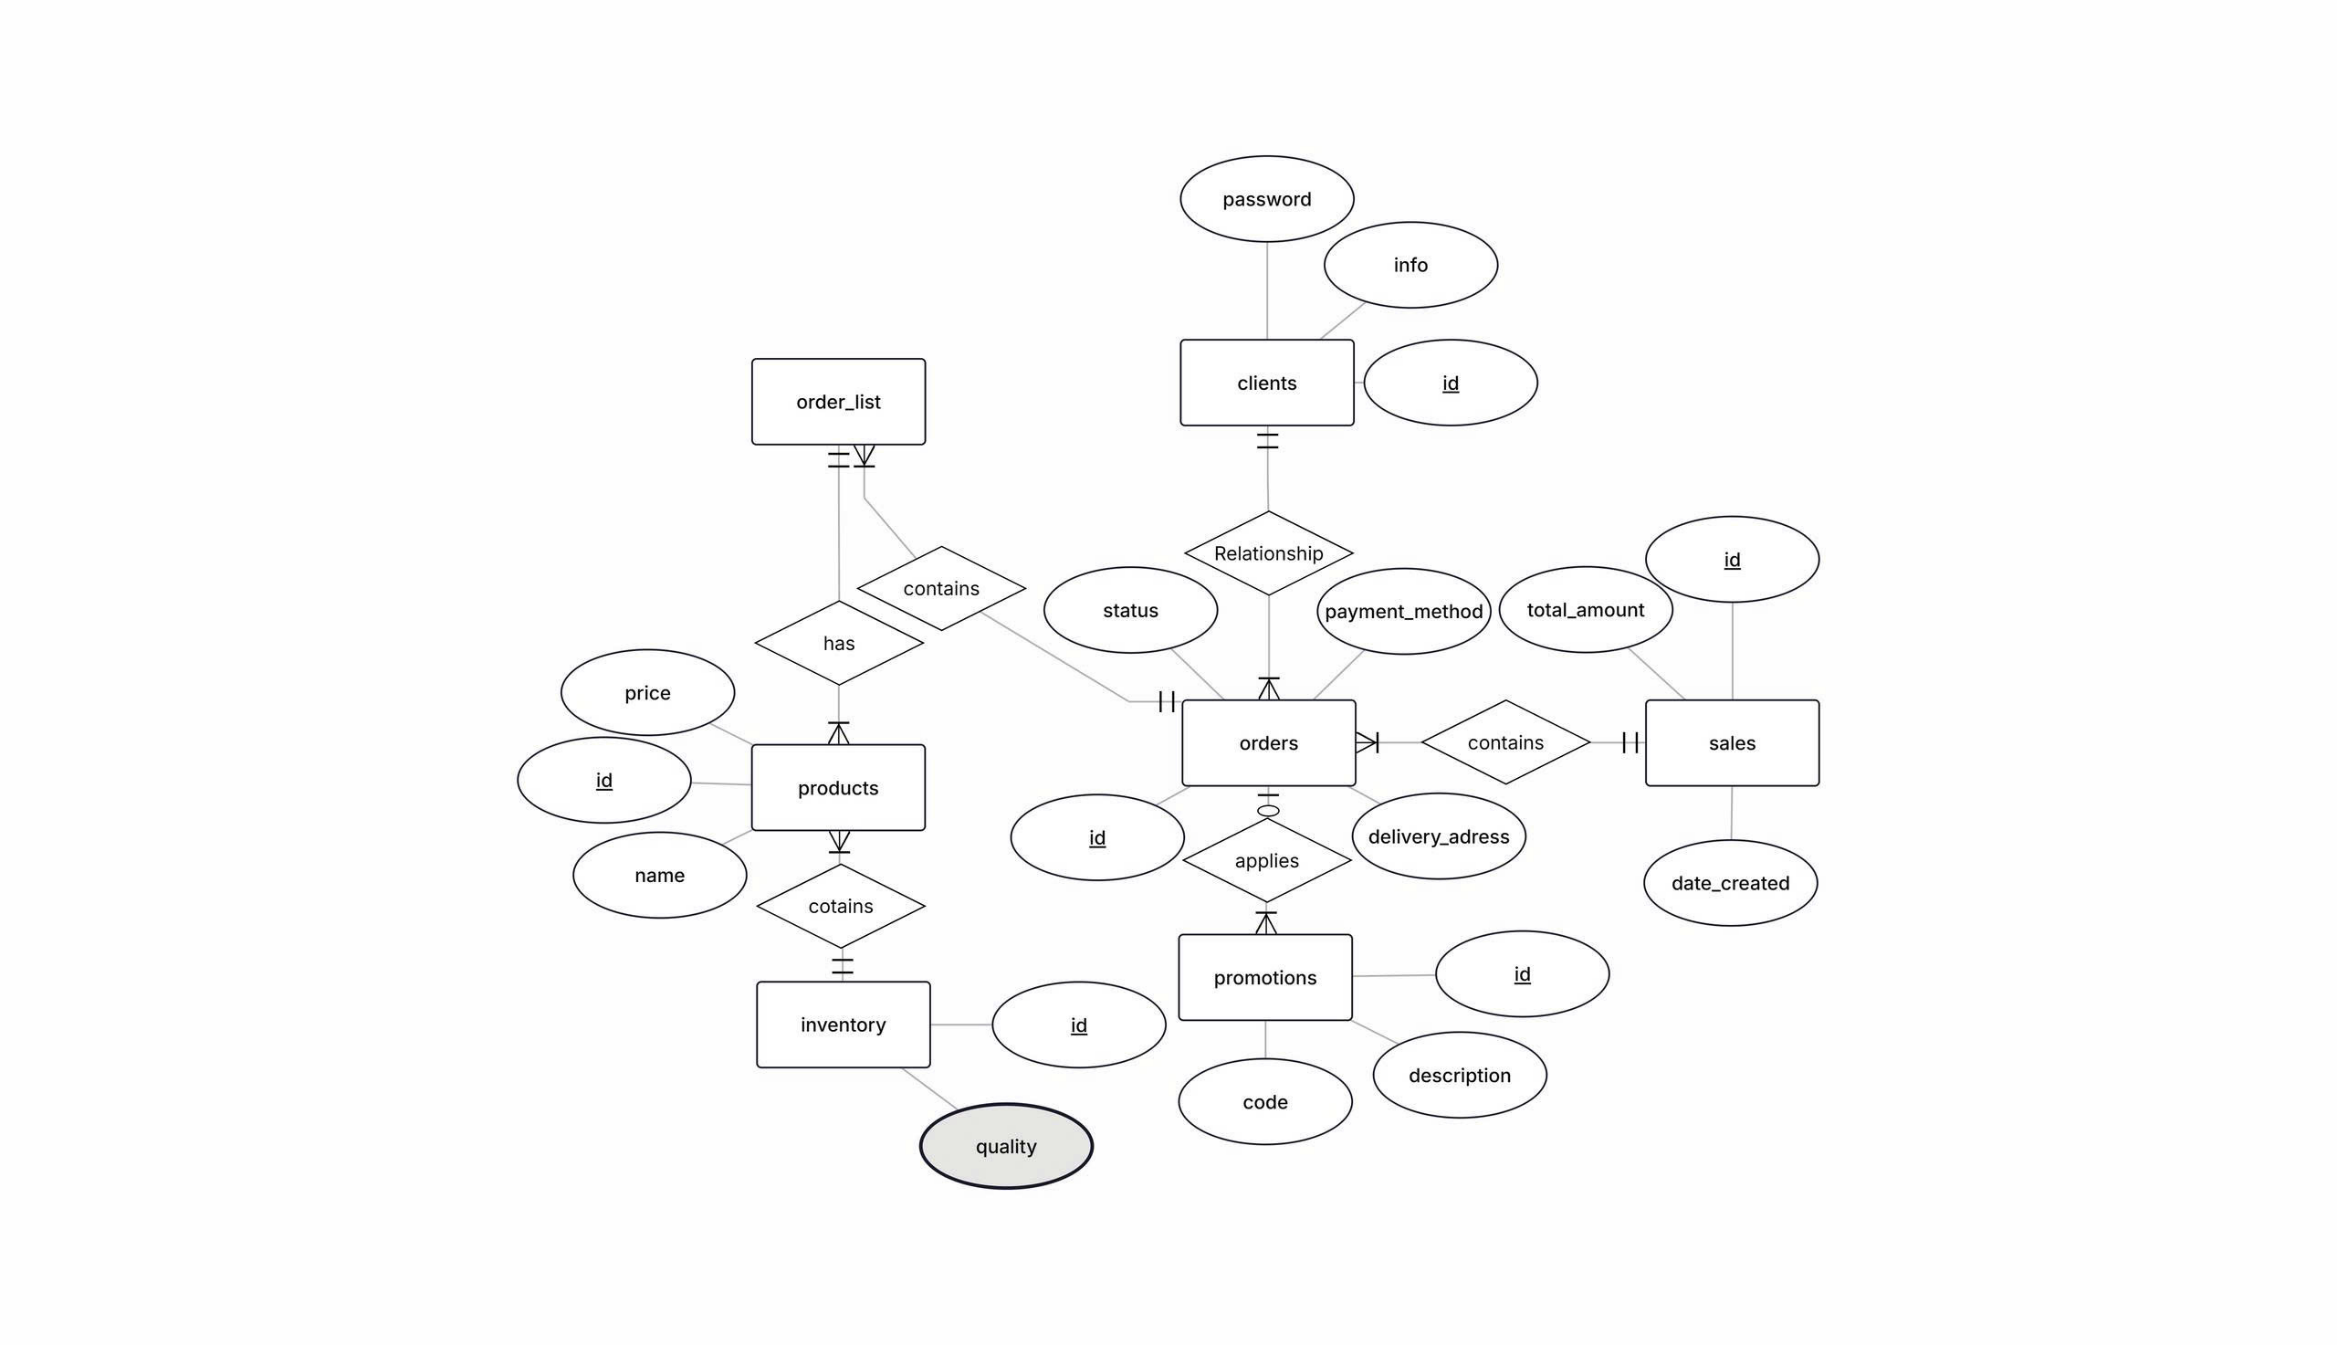 password
info
clients
id
order_list
Relationship
id
contains
status
payment_method
total_amount
has
price
orders
contains
sales
id
products
id
delivery_adress
applies
name
date_created
cotains
promotions
id
inventory
id
description
code
quality